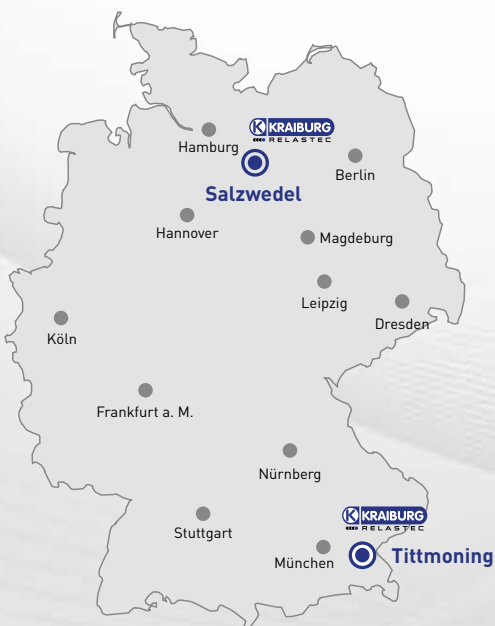 KRAIBURG
RELASTEC
Hamburg
Berlin
Salzwedel
Hannover
Magdeburg
Leipzig
Dresden
Köln
Frankfurt a. M.
Nürnberg
KRAIBURG
RELASTEC
Stuttgart
München
Tittmoning